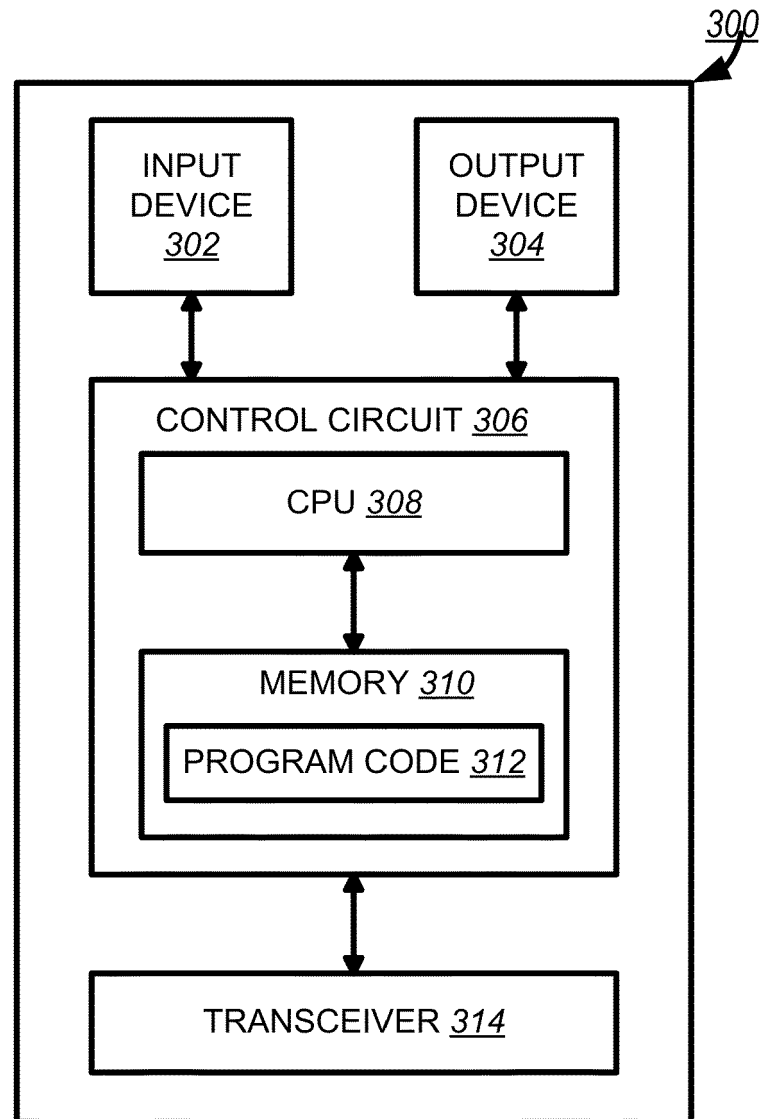 300
INPUT
DEVICE
302
OUTPUT
DEVICE
304
CONTROL CIRCUIT 306
CPU 308
MEMORY 310
PROGRAM CODE 312
TRANSCEIVER 314